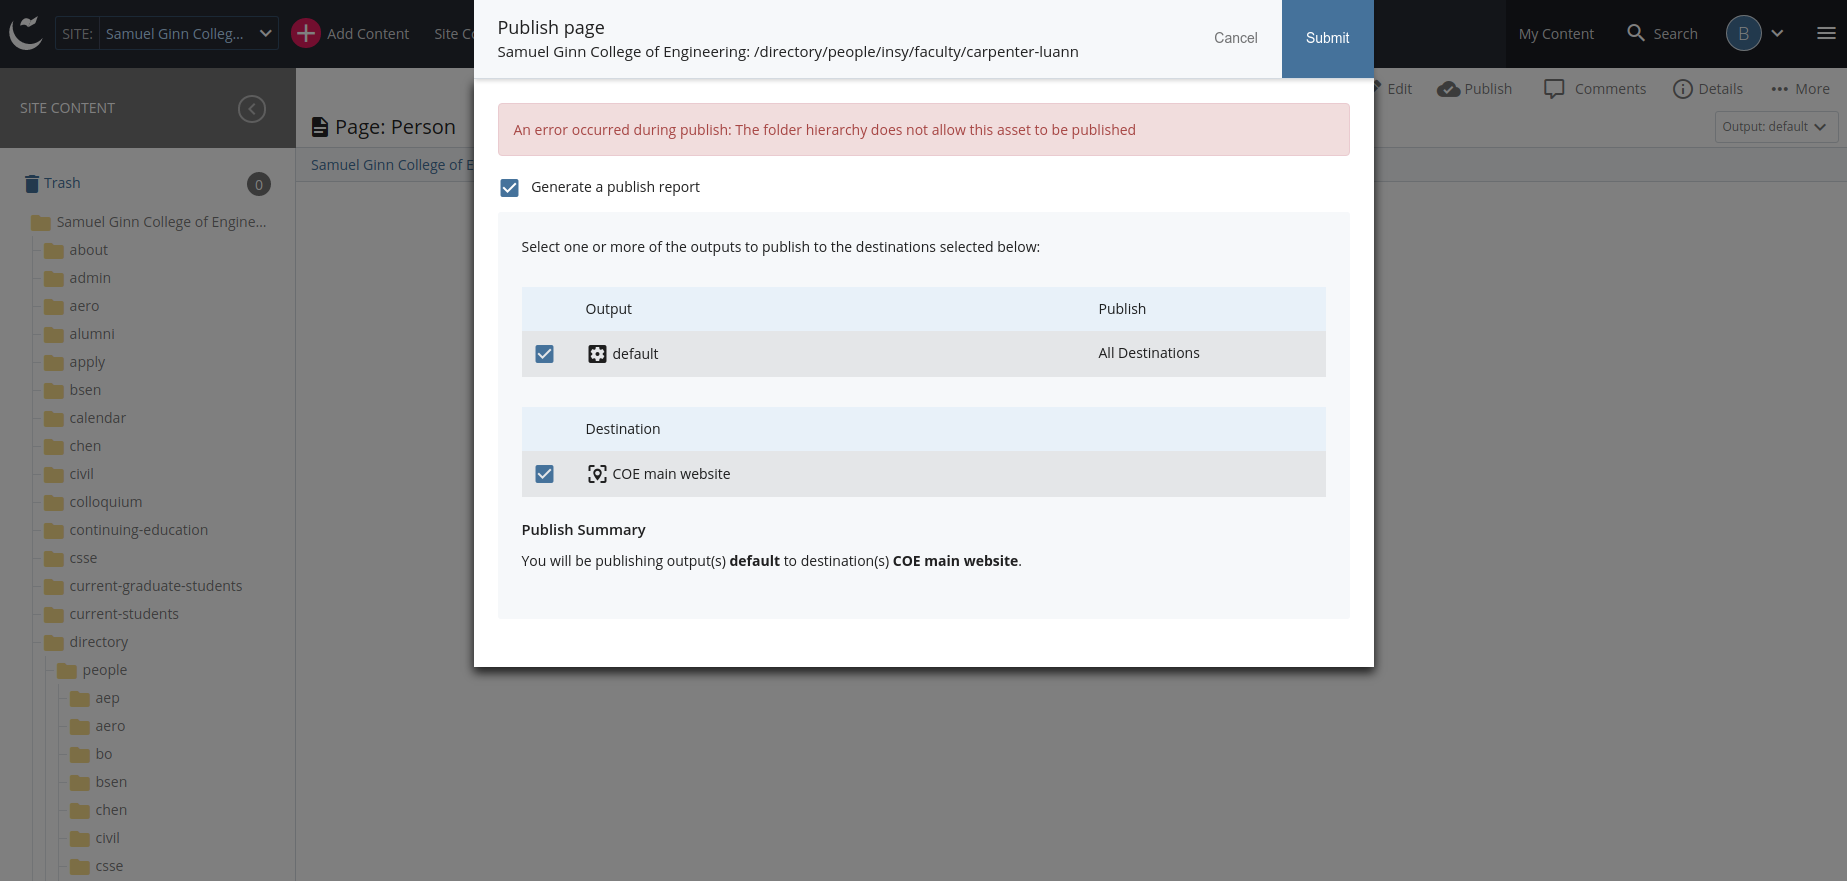 SITE: Samuel Ginn Colleg...
Add Content
Site Co
Publish page
Samuel Ginn College of Engineering: /directory/people/insy/faculty/carpenter-luann
Cancel
Submit
My Content
Search
B
SITE CONTENT
Page: Person
Edit
Publish
Comments
Details
More
Output: default
Samuel Ginn College of E
An error occurred during publish: The folder hierarchy does not allow this asset to be published
Generate a publish report
Select one or more of the outputs to publish to the destinations selected below:
Output Publish
default All Destinations
Destination
COE main website
Publish Summary
You will be publishing output(s) default to destination(s) COE main website.
Trash 0
Samuel Ginn College of Engine...
about
admin
aero
alumni
apply
bsen
calendar
chen
civil
colloquium
continuing-education
csse
current-graduate-students
current-students
directory
people
aep
aero
bo
bsen
chen
civil
csse